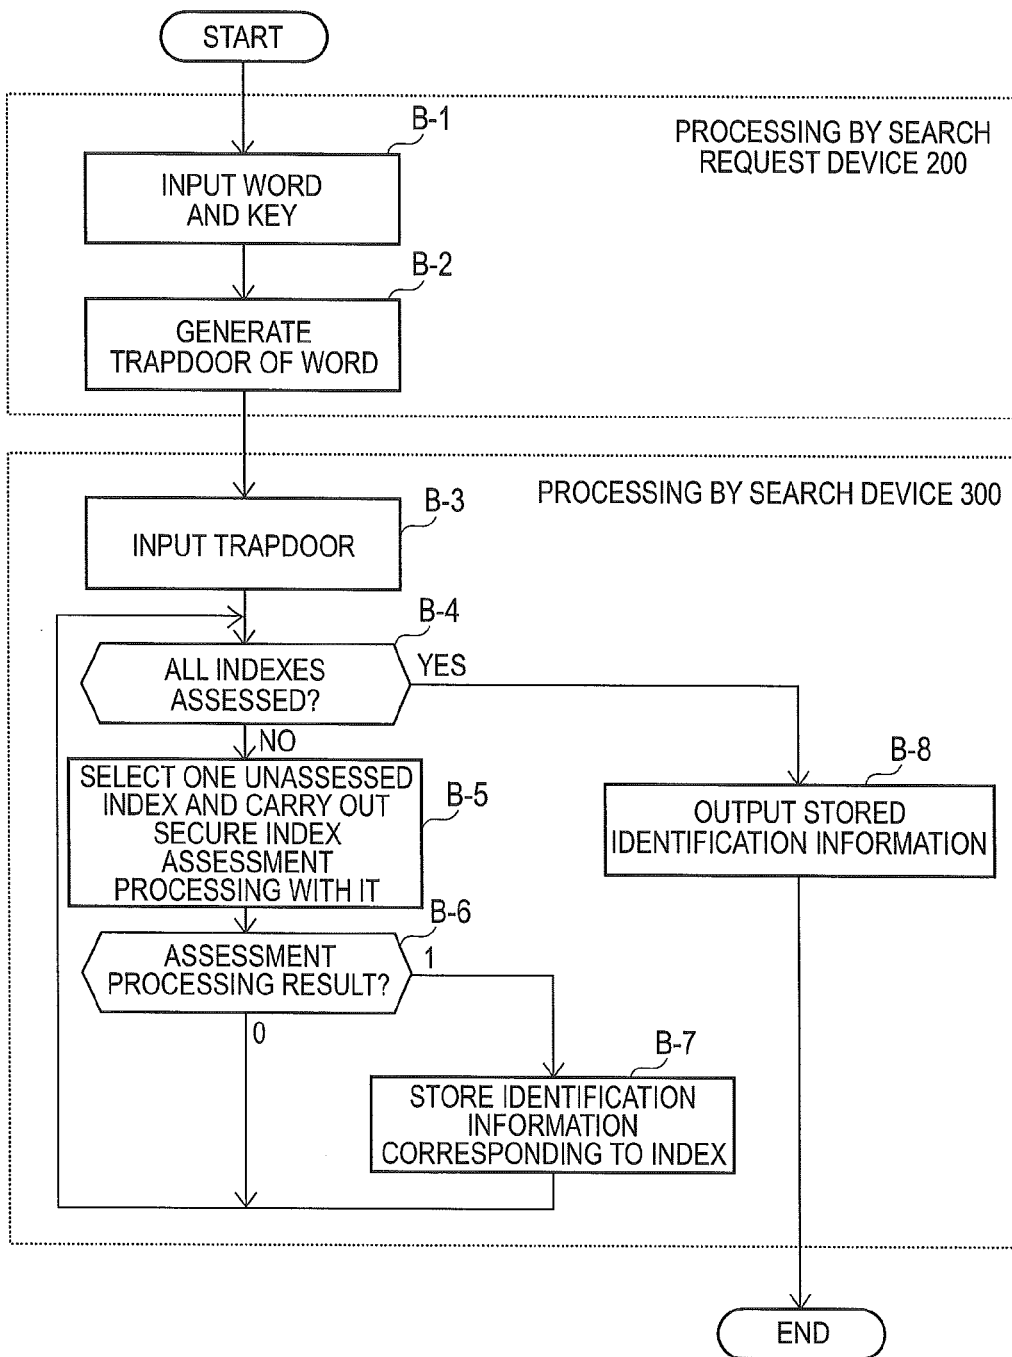 START
B-1
PROCESSING BY SEARCH
REQUEST DEVICE 200
INPUT WORD
AND KEY
B-2
GENERATE
TRAPDOOR OF WORD
B-3
PROCESSING BY SEARCH DEVICE 300
INPUT TRAPDOOR
B-4
ALL INDEXES
ASSESSED?
YES
NO
B-5
SELECT ONE UNASSESSED
INDEX AND CARRY OUT
SECURE INDEX
ASSESSMENT
PROCESSING WITH IT
B-8
OUTPUT STORED
IDENTIFICATION INFORMATION
B-6
ASSESSMENT
PROCESSING RESULT?
1
0
B-7
STORE IDENTIFICATION
INFORMATION
CORRESPONDING TO INDEX
END